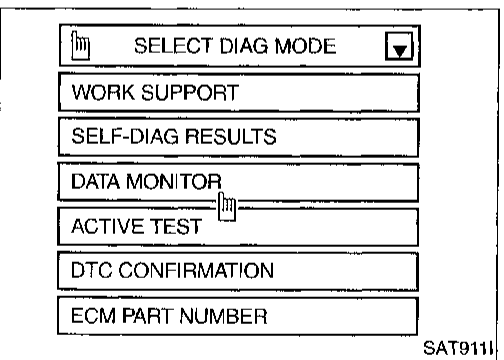 SELECT DIAG MODE
WORK SUPPORT
SELF-DIAG RESULTS
DATA MONITOR
ACTIVE TEST
DTC CONFIRMATION
ECM PART NUMBER
SAT911I